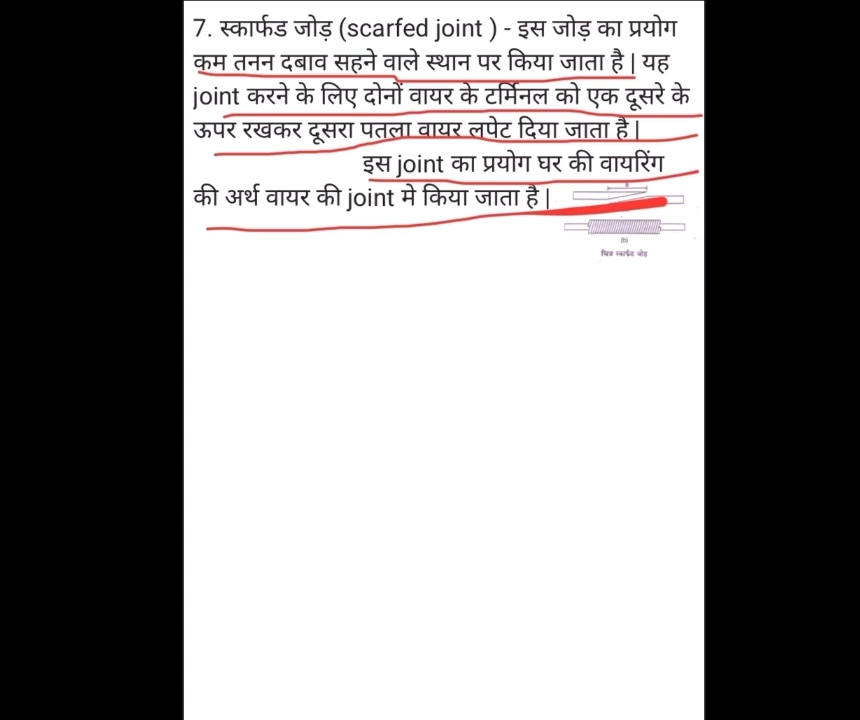 7. स्कार्फड जोड़ (scarfed joint ) - इस जोड़ का प्रयोग
कम तनन दबाव सहने वाले स्थान पर किया जाता है | यह
joint करने के लिए दोनों वायर के टर्मिनल को एक दूसरे के
ऊपर रखकर दूसरा पतला वायर लपेट दिया जाता है |
इस joint का प्रयोग घर की वायरिंग
की अर्थ वायर की joint मे किया जाता है |
(b)
चित्र स्कार्फड जोड़